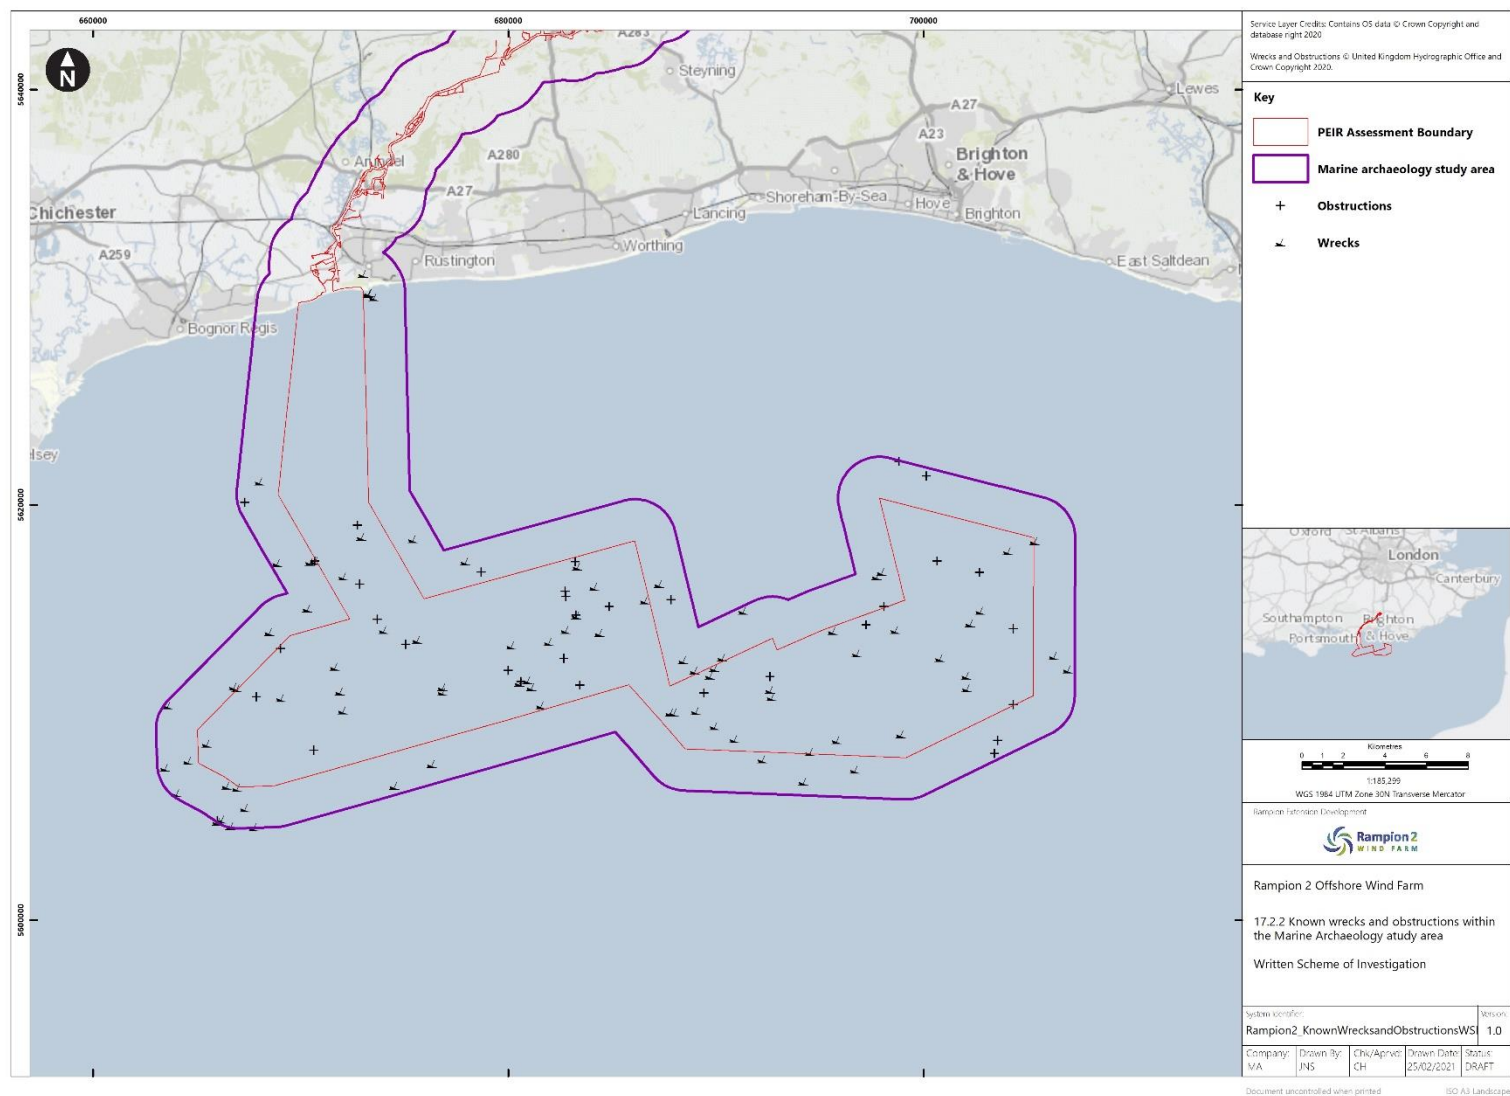 660000
680000
700000
5640000
5620000
5600000
N
A283
Steyning
Lewes
A27
A23
Arundel
A280
Brighton
& Hove
A27
Chichester
Shoreham-By-Sea
Hove
Lancing
Brighton
A259
Worthing
Rustington
East Saltdean
Bognor Regis
elsey
Service Layer Credits: Contains OS data © Crown Copyright and
database right 2020
Wrecks and Obstructions © United Kingdom Hydrographic Office and
Crown Copyright 2020.
Key
PEIR Assessment Boundary
Marine archaeology study area
Obstructions
Wrecks
Oxford
St Albans
London
Canterbury
Southampton
Brighton
Portsmouth
& Hove
Kilometres
0 1 2 4 6 8
1:185,299
WGS 1984 UTM Zone 30N Transverse Mercator
Rampion Extension Development
Rampion 2
WIND FARM
Rampion 2 Offshore Wind Farm
17.2.2 Known wrecks and obstructions within
the Marine Archaeology atudy area
Written Scheme of Investigation
System Identifier:
Version:
Rampion2_KnownWrecksandObstructionsWSI
1.0
Company: Drawn By: Chk/Aprvd: Drawn Date: Status:
MA JNS CH 25/02/2021 DRAFT
Document uncontrolled when printed
ISO A3 Landscape